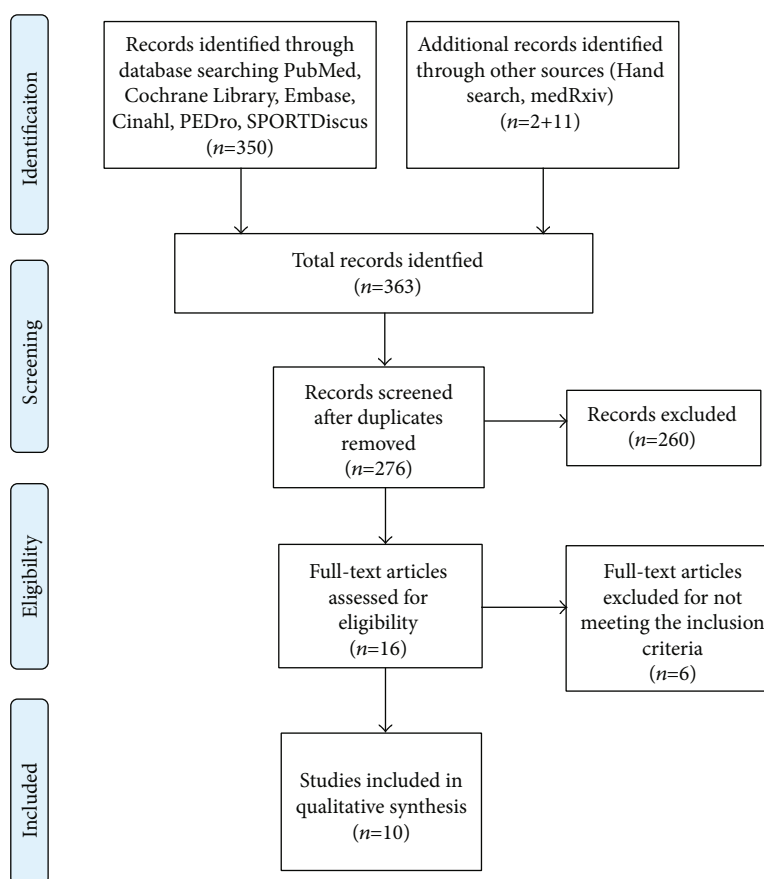 Identificaiton
Records identified through
database searching PubMed,
Cochrane Library, Embase,
Cinahl, PEDro, SPORTDiscus
(n=350)
Additional records identified
through other sources (Hand
search, medRxiv)
(n=2+11)
Total records identfied
(n=363)
Screening
Records screened
after duplicates
removed
(n=276)
Records excluded
(n=260)
Eligibility
Full-text articles
assessed for
eligibility
(n=16)
Full-text articles
excluded for not
meeting the inclusion
criteria
(n=6)
Included
Studies included in
qualitative synthesis
(n=10)